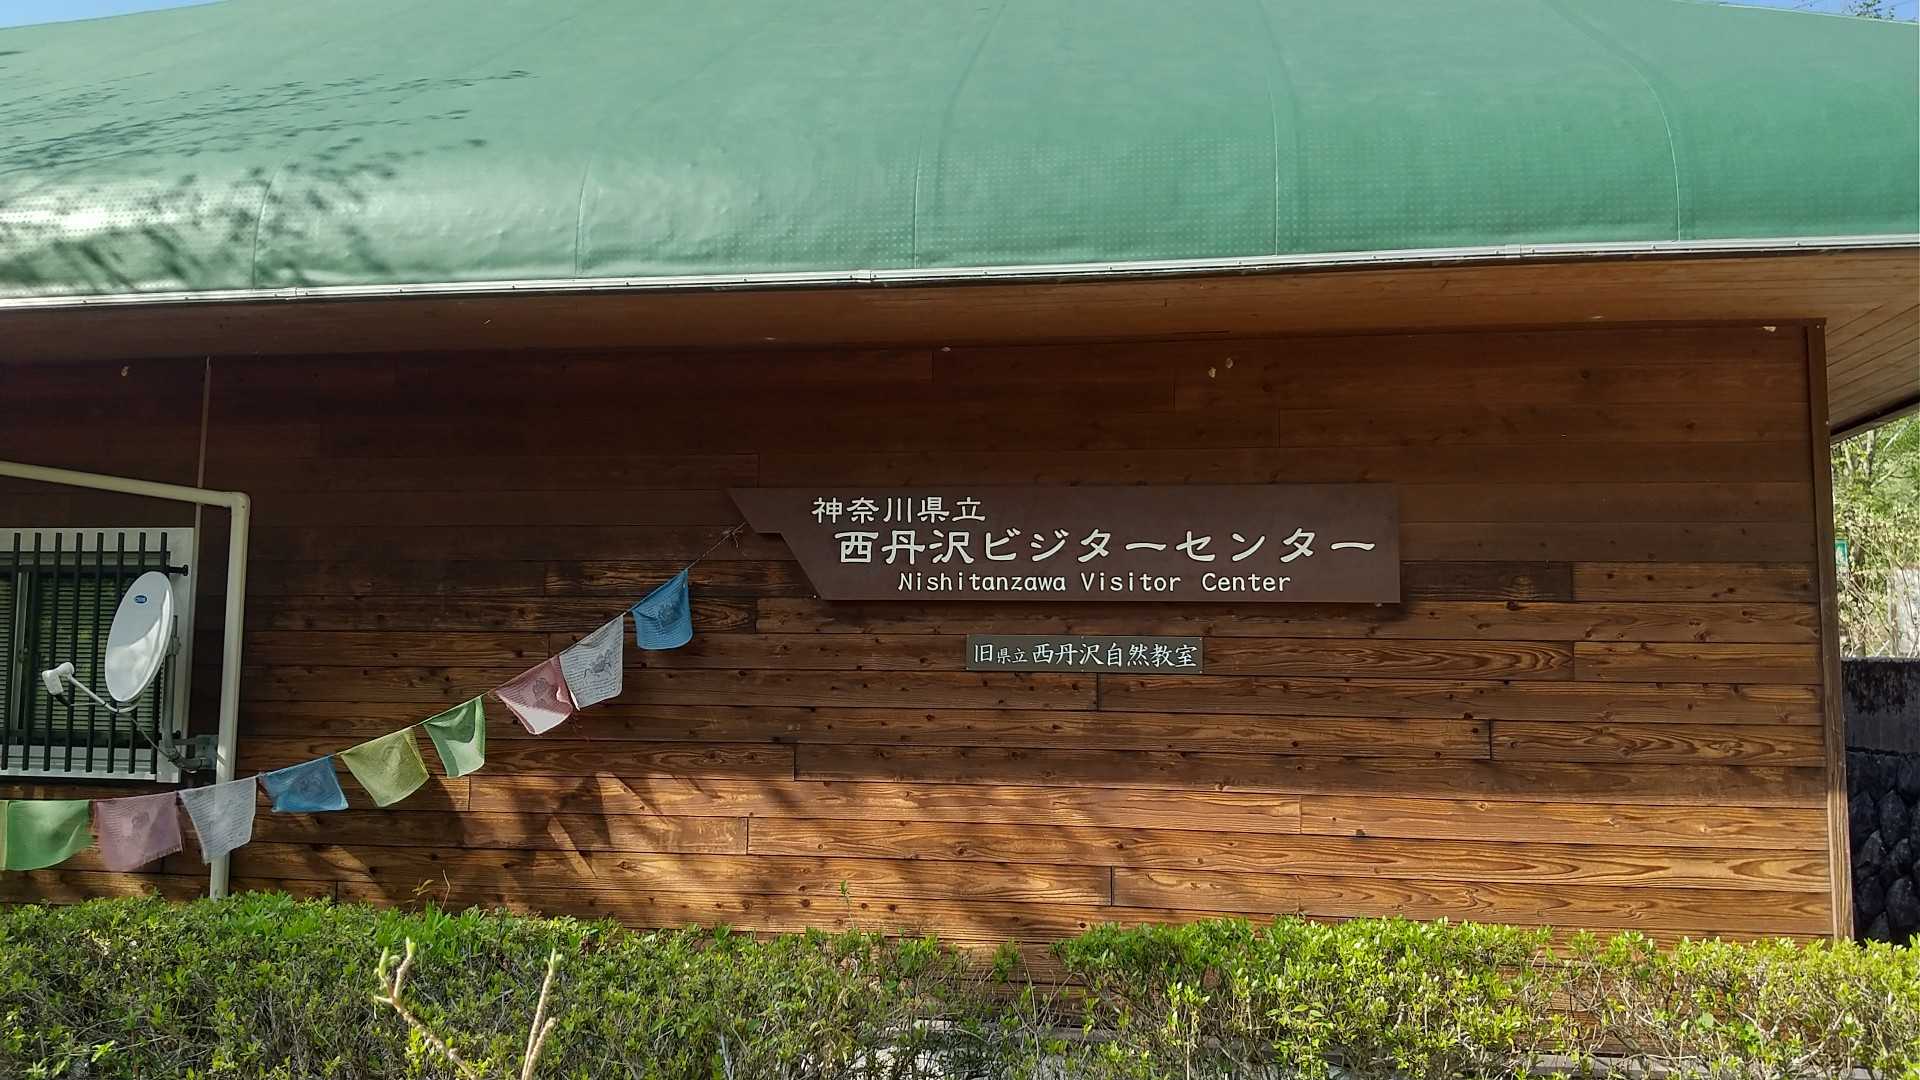 神奈川県立
西丹沢ビジターセンター
Nishitanzawa Visitor Center
旧県立西丹沢自然教室